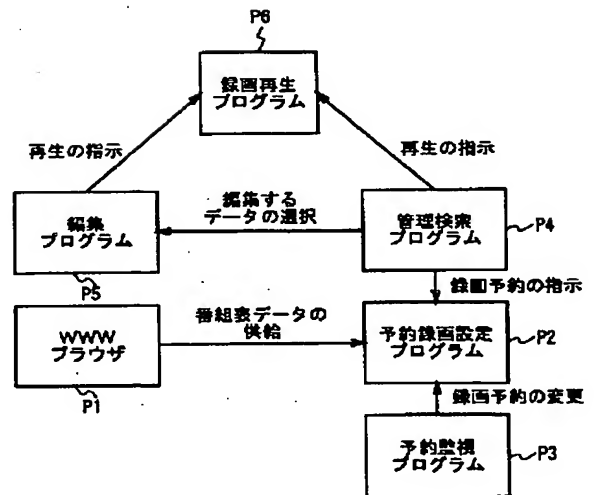 P6
録画再生
プログラム
再生の指示
再生の指示
編集する
データの選択
編集
プログラム
管理検索
プログラム
P4
P5
録画予約の指示
番組表データの
供給
WWW
ブラウザ
予約録画設定
プログラム
P2
P1
録画予約の変更
予約監視
プログラム
P3